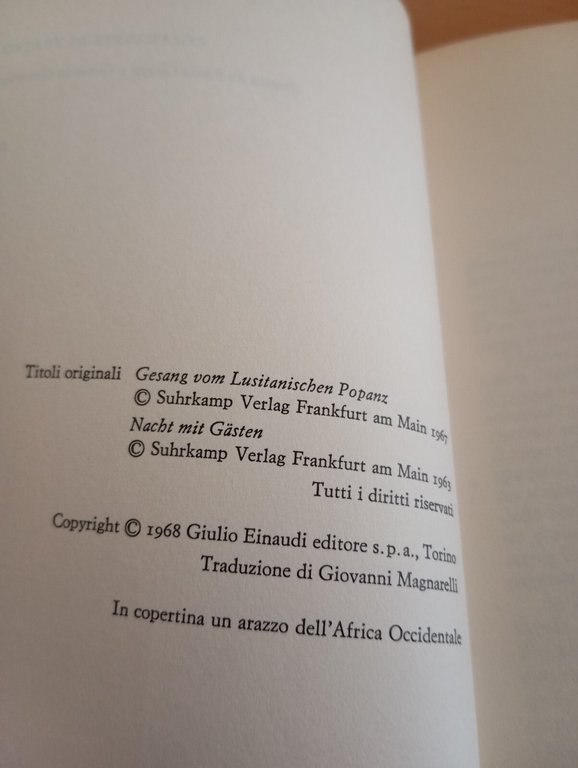 Titoli originali Gesang vom Lusitanischen Popanz
© Suhrkamp Verlag Frankfurt am Main 1967
Nacht mit Gästen
© Suhrkamp Verlag Frankfurt am Main 1963
Tutti i diritti riservati
Copyright © 1968 Giulio Einaudi editore s.p.a., Torino
Traduzione di Giovanni Magnarelli
In copertina un arazzo dell'Africa Occidentale